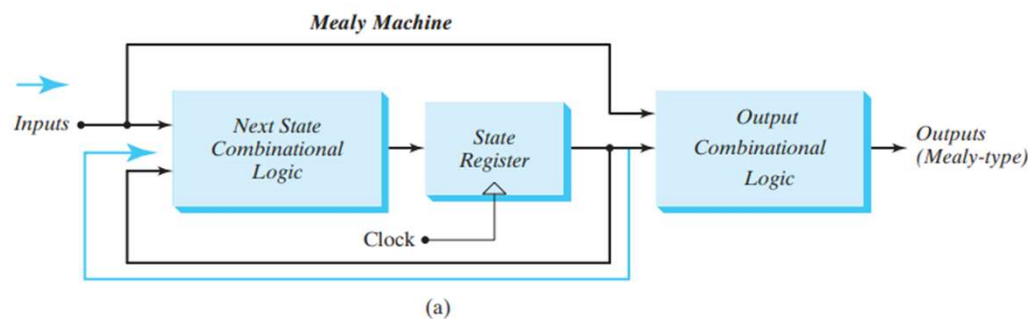 Mealy Machine
Inputs
Next State
Combinational
Logic
State
Register
Output
Combinational
Logic
Outputs
(Mealy-type)
Clock
(a)